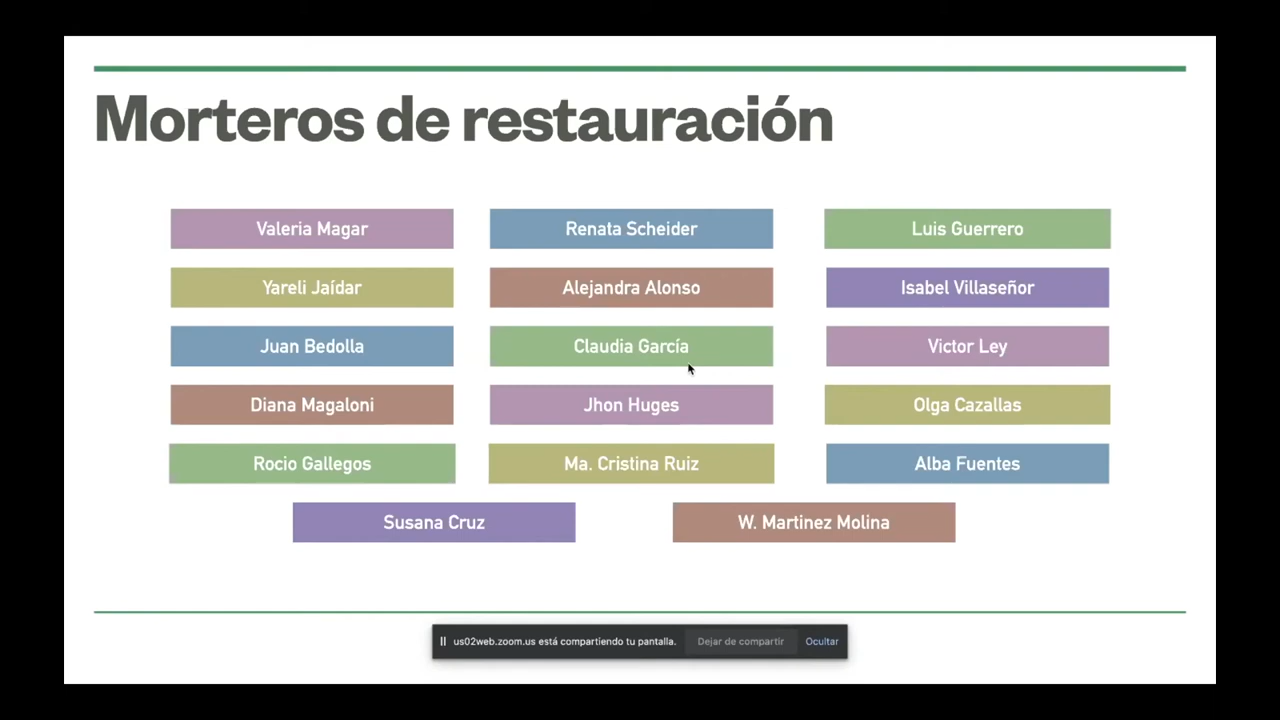 Morteros de restauración
Valeria Magar
Renata Scheider
Luis Guerrero
Yareli Jaídar
Alejandra Alonso
Isabel Villaseñor
Juan Bedolla
Claudia García
Victor Ley
Diana Magaloni
Jhon Huges
Olga Cazallas
Rocio Gallegos
Ma. Cristina Ruiz
Alba Fuentes
Susana Cruz
W. Martinez Molina
us02web.zoom.us está compartiendo tu pantalla. Dejar de compartir Ocultar